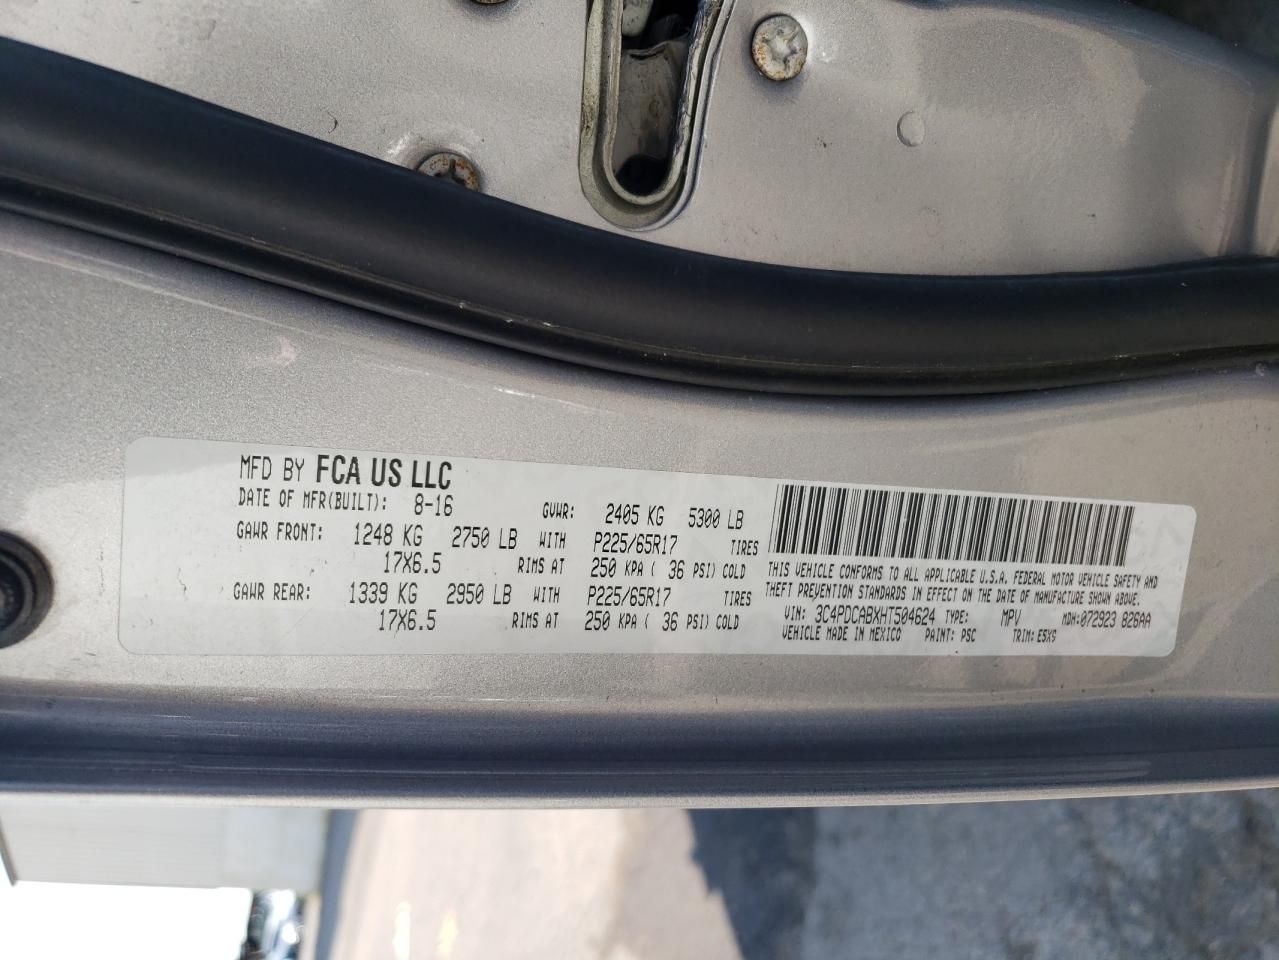 MFD BY FCA US LLC
DATE OF MFR(BUILT): 8-16 GVWR: 2405 KG 5300 LB
GAWR FRONT: 1248 KG 2750 LB WITH P225/65R17 TIRES
17X6.5 RIMS AT 250 KPA ( 36 PSI) COLD
GAWR REAR: 1339 KG 2950 LB WITH P225/65R17 TIRES
17X6.5 RIMS AT 250 KPA ( 36 PSI) COLD
THIS VEHICLE CONFORMS TO ALL APPLICABLE U.S.A. FEDERAL MOTOR VEHICLE SAFETY AND
THEFT PREVENTION STANDARDS IN EFFECT ON THE DATE OF MANUFACTURE SHOWN ABOVE.
VIN: 3C4PDCABXHT504624 TYPE: MPV MDH: 072923 826AA
VEHICLE MADE IN MEXICO PAINT: PSC TRIM: E5X9